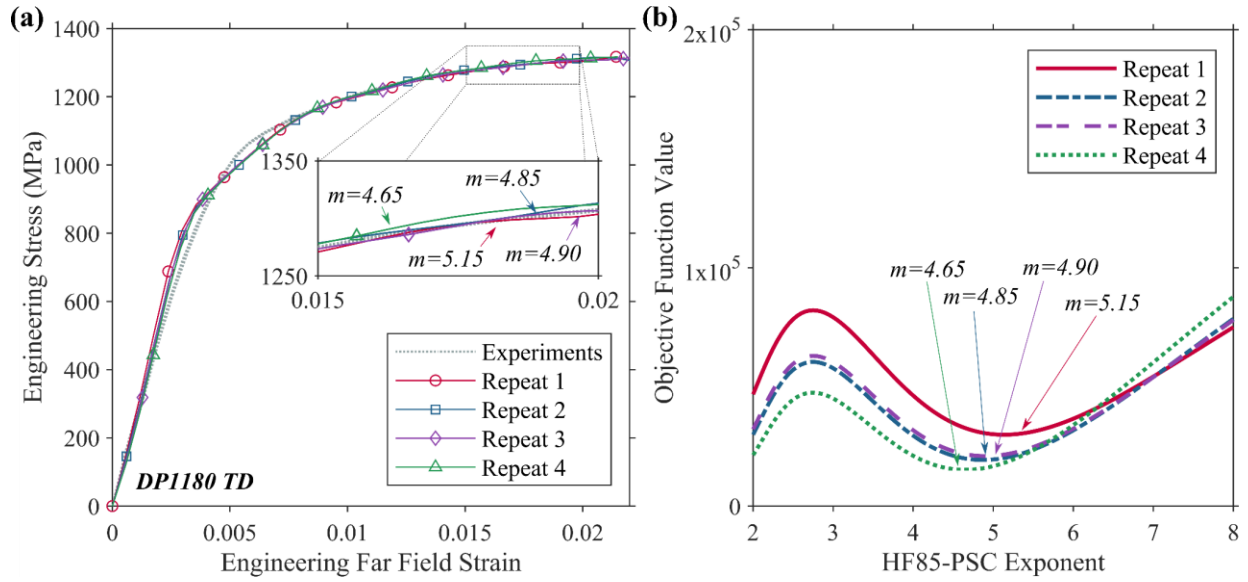 (a)
1400
1200
1000
800
600
400
200
0
Engineering Stress (MPa)
1350
1250
m=4.65
m=4.85
m=5.15
m=4.90
0.015
0.02
Experiments
Repeat 1
Repeat 2
Repeat 3
Repeat 4
DP1180 TD
0
0.005
0.01
0.015
0.02
Engineering Far Field Strain
(b)
2x10^5
1x10^5
0
Objective Function Value
Repeat 1
Repeat 2
Repeat 3
Repeat 4
m=4.65
m=4.90
m=4.85
m=5.15
2
3
4
5
6
7
8
HF85-PSC Exponent